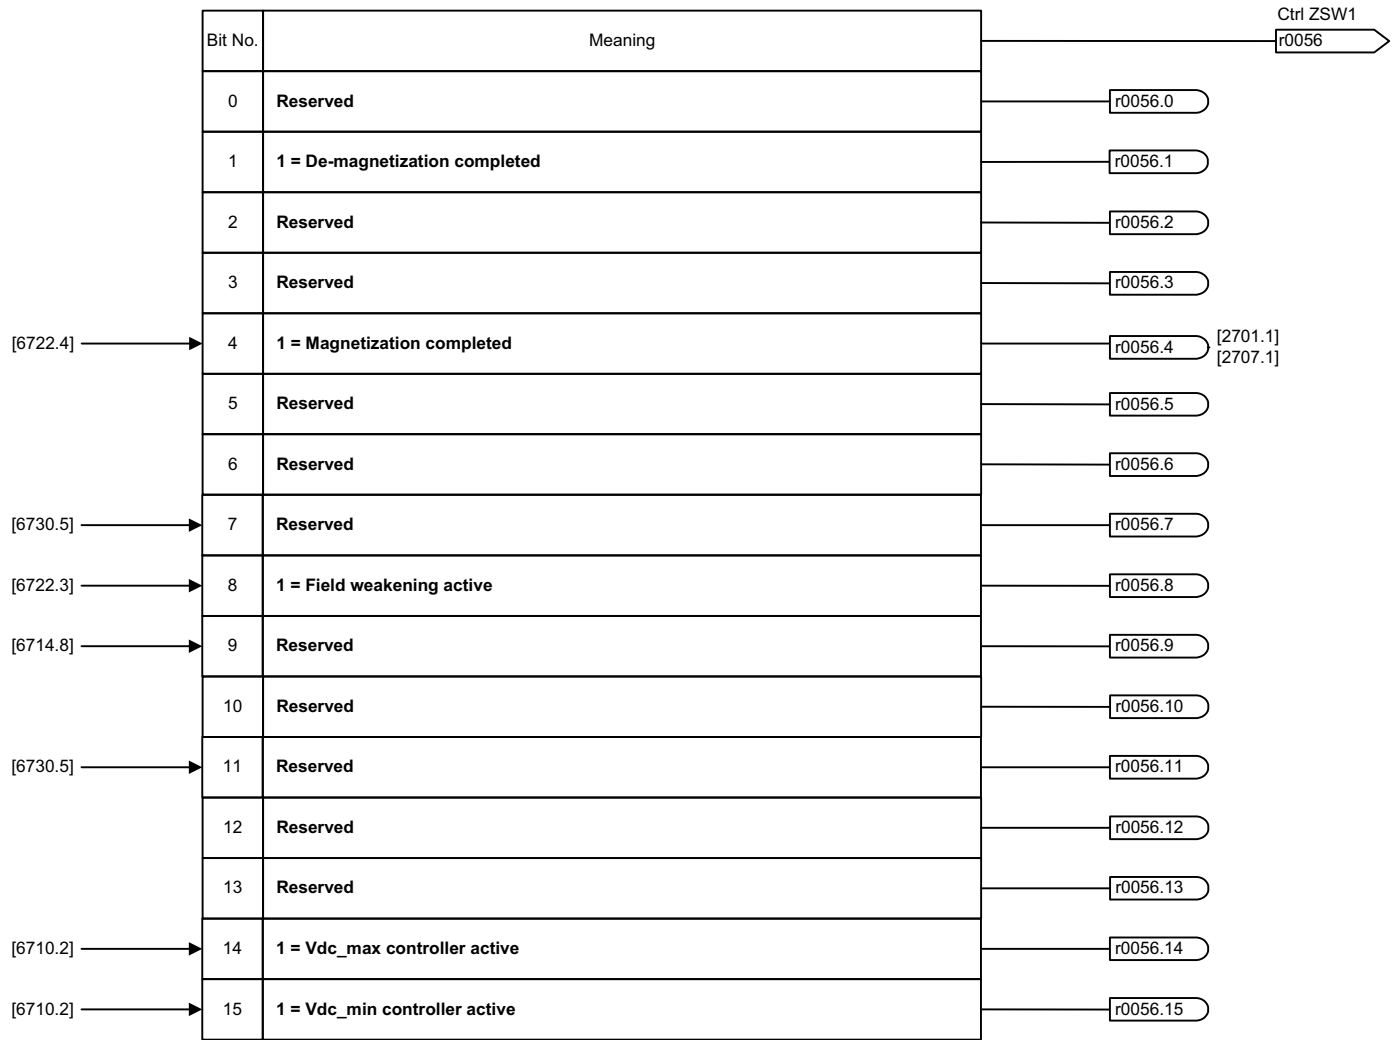 Ctrl ZSW1
Bit No. Meaning r0056
0 Reserved r0056.0
1 1 = De-magnetization completed r0056.1
2 Reserved r0056.2
3 Reserved r0056.3
[6722.4] 4 1 = Magnetization completed r0056.4 [2701.1]
[2707.1]
5 Reserved r0056.5
6 Reserved r0056.6
[6730.5] 7 Reserved r0056.7
[6722.3] 8 1 = Field weakening active r0056.8
[6714.8] 9 Reserved r0056.9
10 Reserved r0056.10
[6730.5] 11 Reserved r0056.11
12 Reserved r0056.12
13 Reserved r0056.13
[6710.2] 14 1 = Vdc_max controller active r0056.14
[6710.2] 15 1 = Vdc_min controller active r0056.15